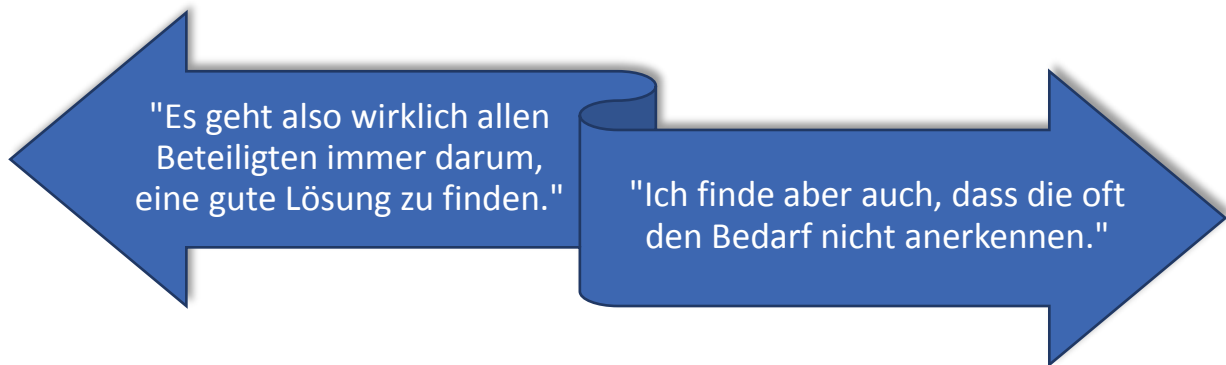 "Es geht also wirklich allen
Beteiligten immer darum,
eine gute Lösung zu finden."
"Ich finde aber auch, dass die oft
den Bedarf nicht anerkennen."